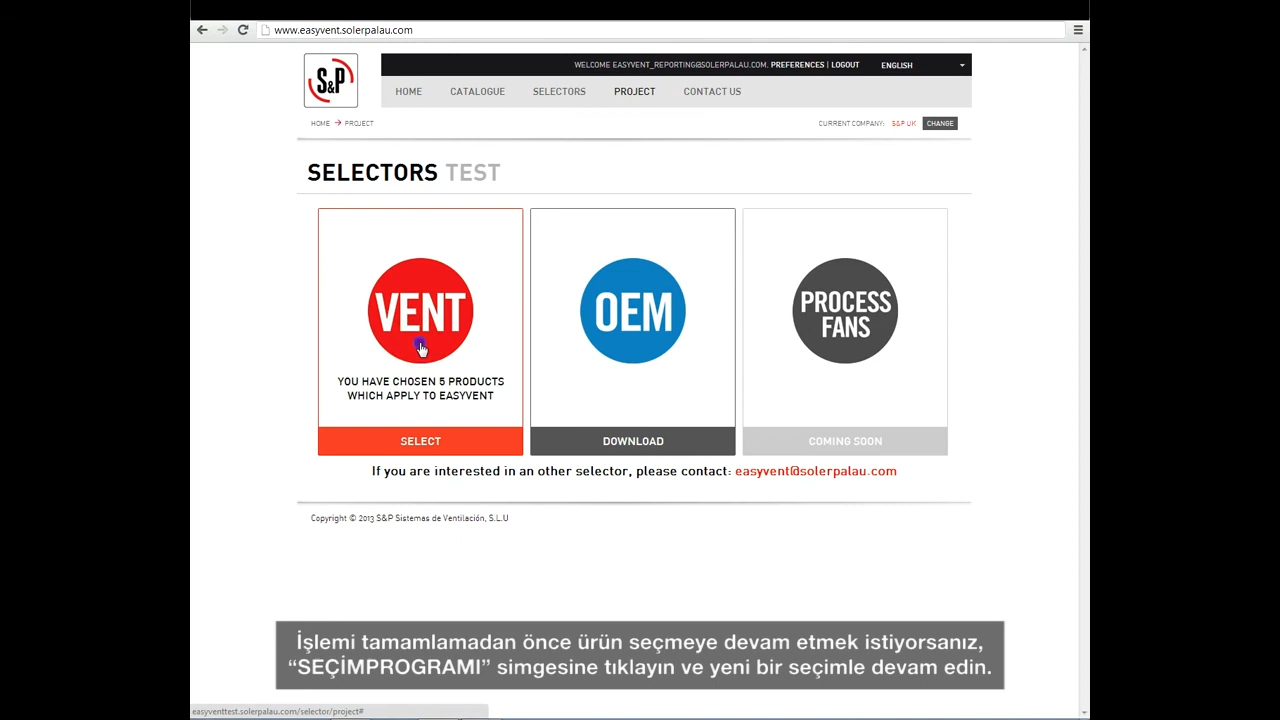 www.easyvent.solerpalau.com
S&P
WELCOME EASYVENT_REPORTING@SOLERPALAU.COM. PREFERENCES | LOGOUT ENGLISH
HOME CATALOGUE SELECTORS PROJECT CONTACT US
HOME → PROJECT
CURRENT COMPANY: S&P UK CHANGE
SELECTORS TEST
VENT
YOU HAVE CHOSEN 5 PRODUCTS
WHICH APPLY TO EASYVENT
SELECT
OEM
DOWNLOAD
PROCESS
FANS
COMING SOON
If you are interested in an other selector, please contact: easyvent@solerpalau.com
Copyright © 2013 S&P Sistemas de Ventilación, S.L.U
İşlemi tamamlamadan önce ürün seçmeye devam etmek istiyorsanız,
“SEÇİMPROGRAMI” simgesine tıklayın ve yeni bir seçimle devam edin.
easyventtest.solerpalau.com/selector/project#